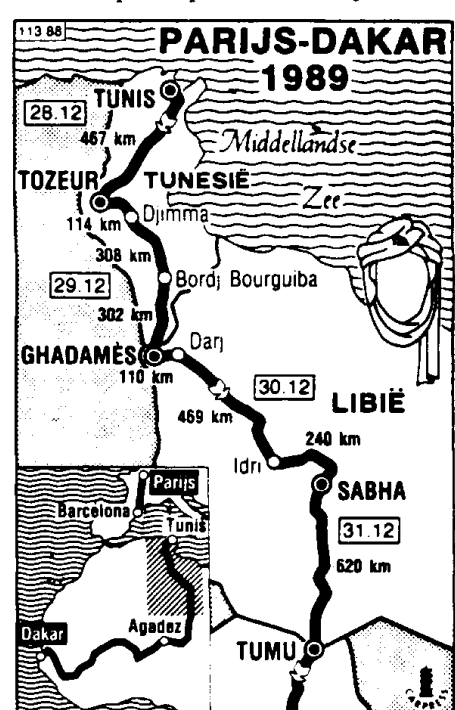 113 88
PARIJS-DAKAR
1989
TUNIS
28.12
467 km
Middellandse
Zee
TOZEUR
TUNESIË
114 km
Djimma
308 km
29.12
Bordj Bourguiba
302 km
GHADAMÈS
Darj
110 km
30.12
469 km
LIBIË
240 km
Idri
SABHA
31.12
620 km
TUMU
Parijs
Barcelona
Tunis
Agadez
Dakar
CARPRESS